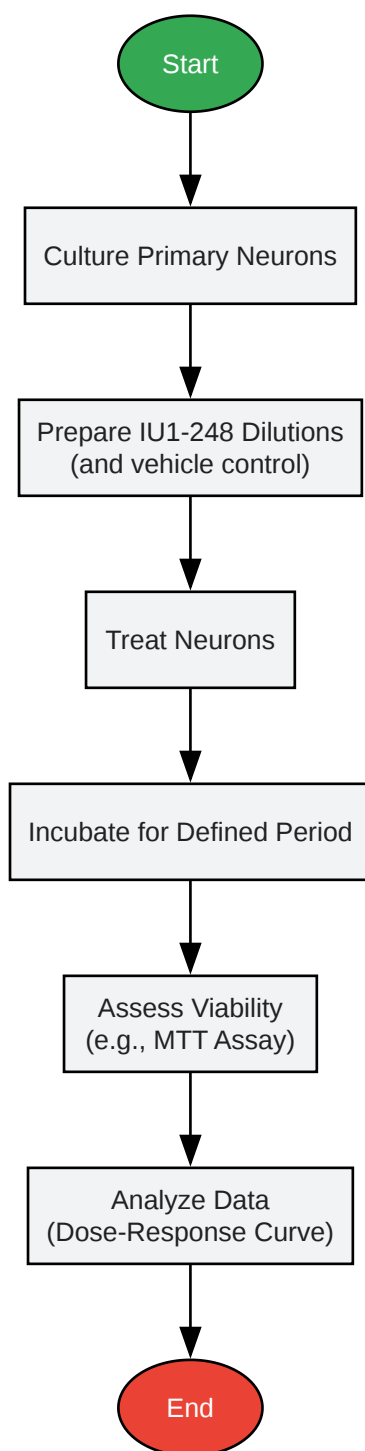 Start
Culture Primary Neurons
Prepare IU1-248 Dilutions
(and vehicle control)
Treat Neurons
Incubate for Defined Period
Assess Viability
(e.g., MTT Assay)
Analyze Data
(Dose-Response Curve)
End